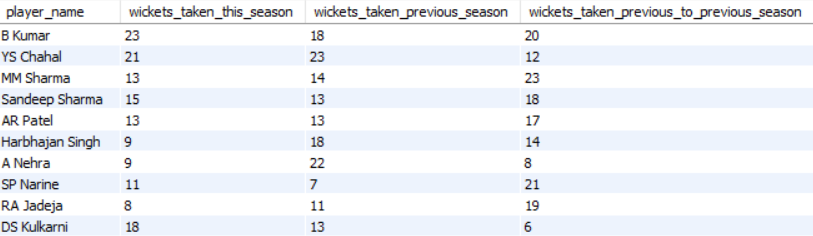 player_name wickets_taken_this_season wickets_taken_previous_season wickets_taken_previous_to_previous_season
B Kumar 23 18 20
YS Chahal 21 23 12
MM Sharma 13 14 23
Sandeep Sharma 15 13 18
AR Patel 13 13 17
Harbhajan Singh 9 18 14
A Nehra 9 22 8
SP Narine 11 7 21
RA Jadeja 8 11 19
DS Kulkarni 18 13 6